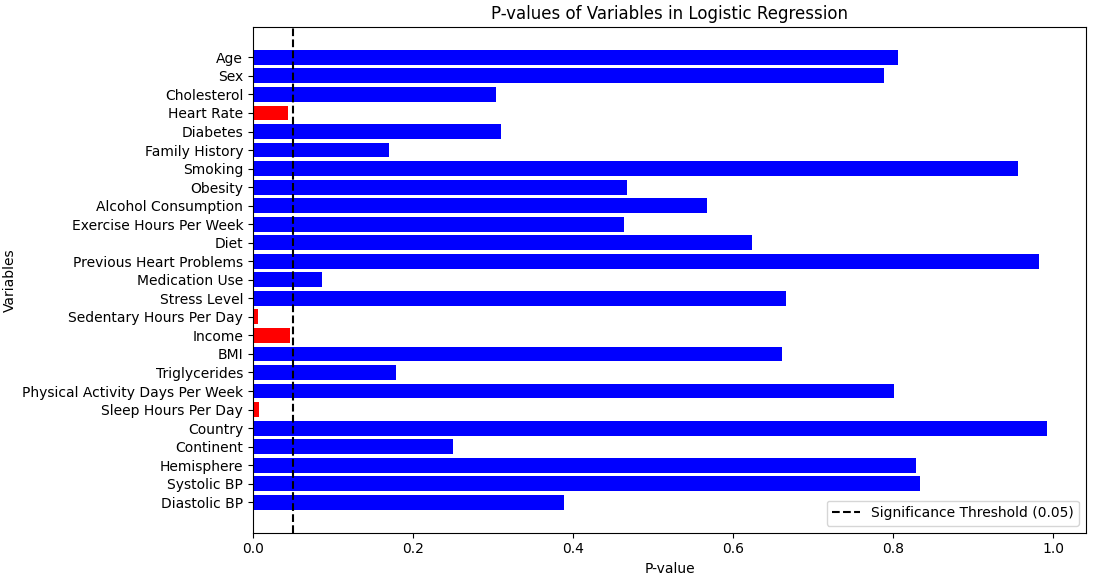 P-values of Variables in Logistic Regression
Variables
Age
Sex
Cholesterol
Heart Rate
Diabetes
Family History
Smoking
Obesity
Alcohol Consumption
Exercise Hours Per Week
Diet
Previous Heart Problems
Medication Use
Stress Level
Sedentary Hours Per Day
Income
BMI
Triglycerides
Physical Activity Days Per Week
Sleep Hours Per Day
Country
Continent
Hemisphere
Systolic BP
Diastolic BP
Significance Threshold (0.05)
0.0 0.2 0.4 0.6 0.8 1.0
P-value